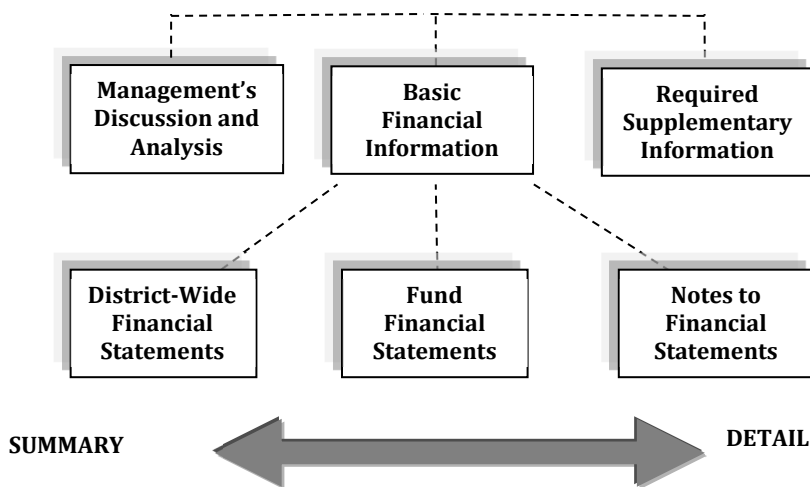 Management’s
Discussion and
Analysis
Basic
Financial
Information
Required
Supplementary
Information
District-Wide
Financial
Statements
Fund
Financial
Statements
Notes to
Financial
Statements
SUMMARY
DETAIL